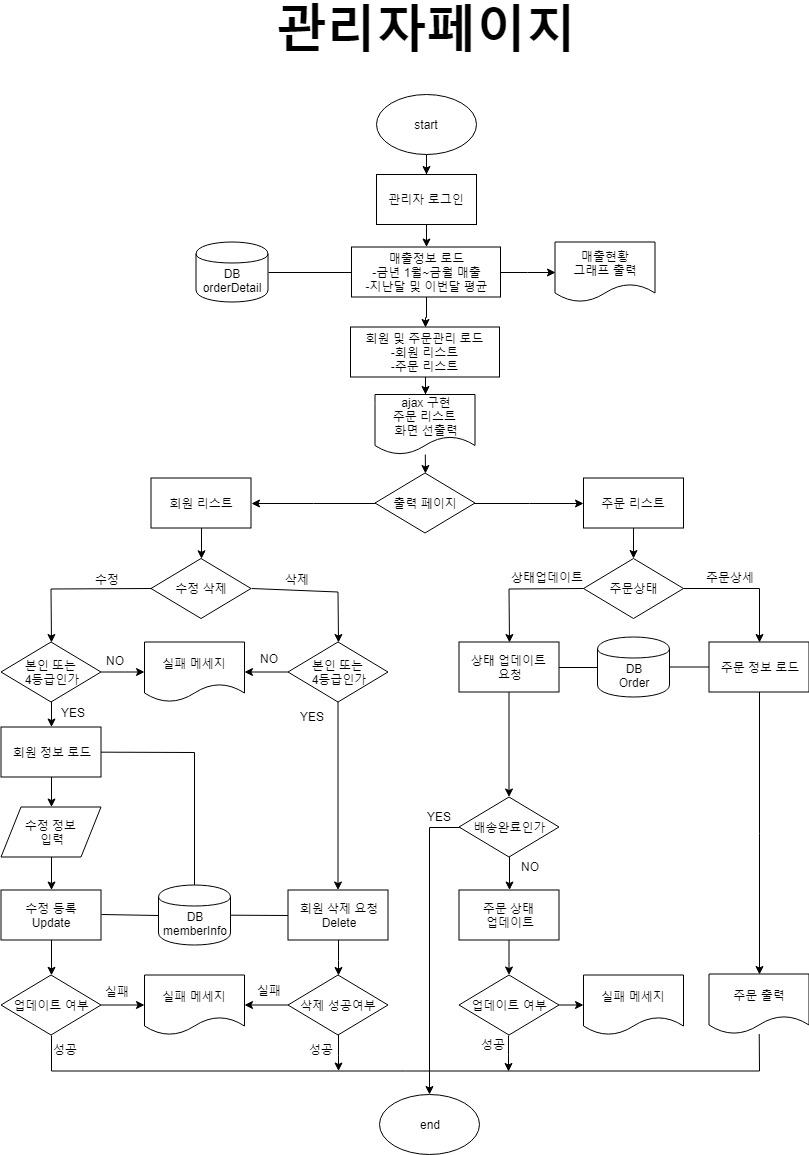 관리자페이지
start
관리자 로그인
매출정보 로드
-금년 1월~금월 매출
-지난달 및 이번달 평균
DB
orderDetail
매출현황
그래프 출력
회원 및 주문관리 로드
-회원 리스트
-주문 리스트
ajax 구현
주문 리스트
화면 선출력
출력 페이지
회원 리스트
주문 리스트
수정
수정 삭제
삭제
상태업데이트
주문상태
주문상세
본인 또는
4등급인가
NO
실패 메세지
NO
본인 또는
4등급인가
상태 업데이트
요청
DB
Order
주문 정보 로드
YES
YES
회원 정보 로드
수정 정보
입력
YES
배송완료인가
NO
수정 등록
Update
DB
memberInfo
회원 삭제 요청
Delete
주문 상태
업데이트
업데이트 여부
실패
실패 메세지
실패
삭제 성공여부
업데이트 여부
실패 메세지
주문 출력
성공
성공
성공
end